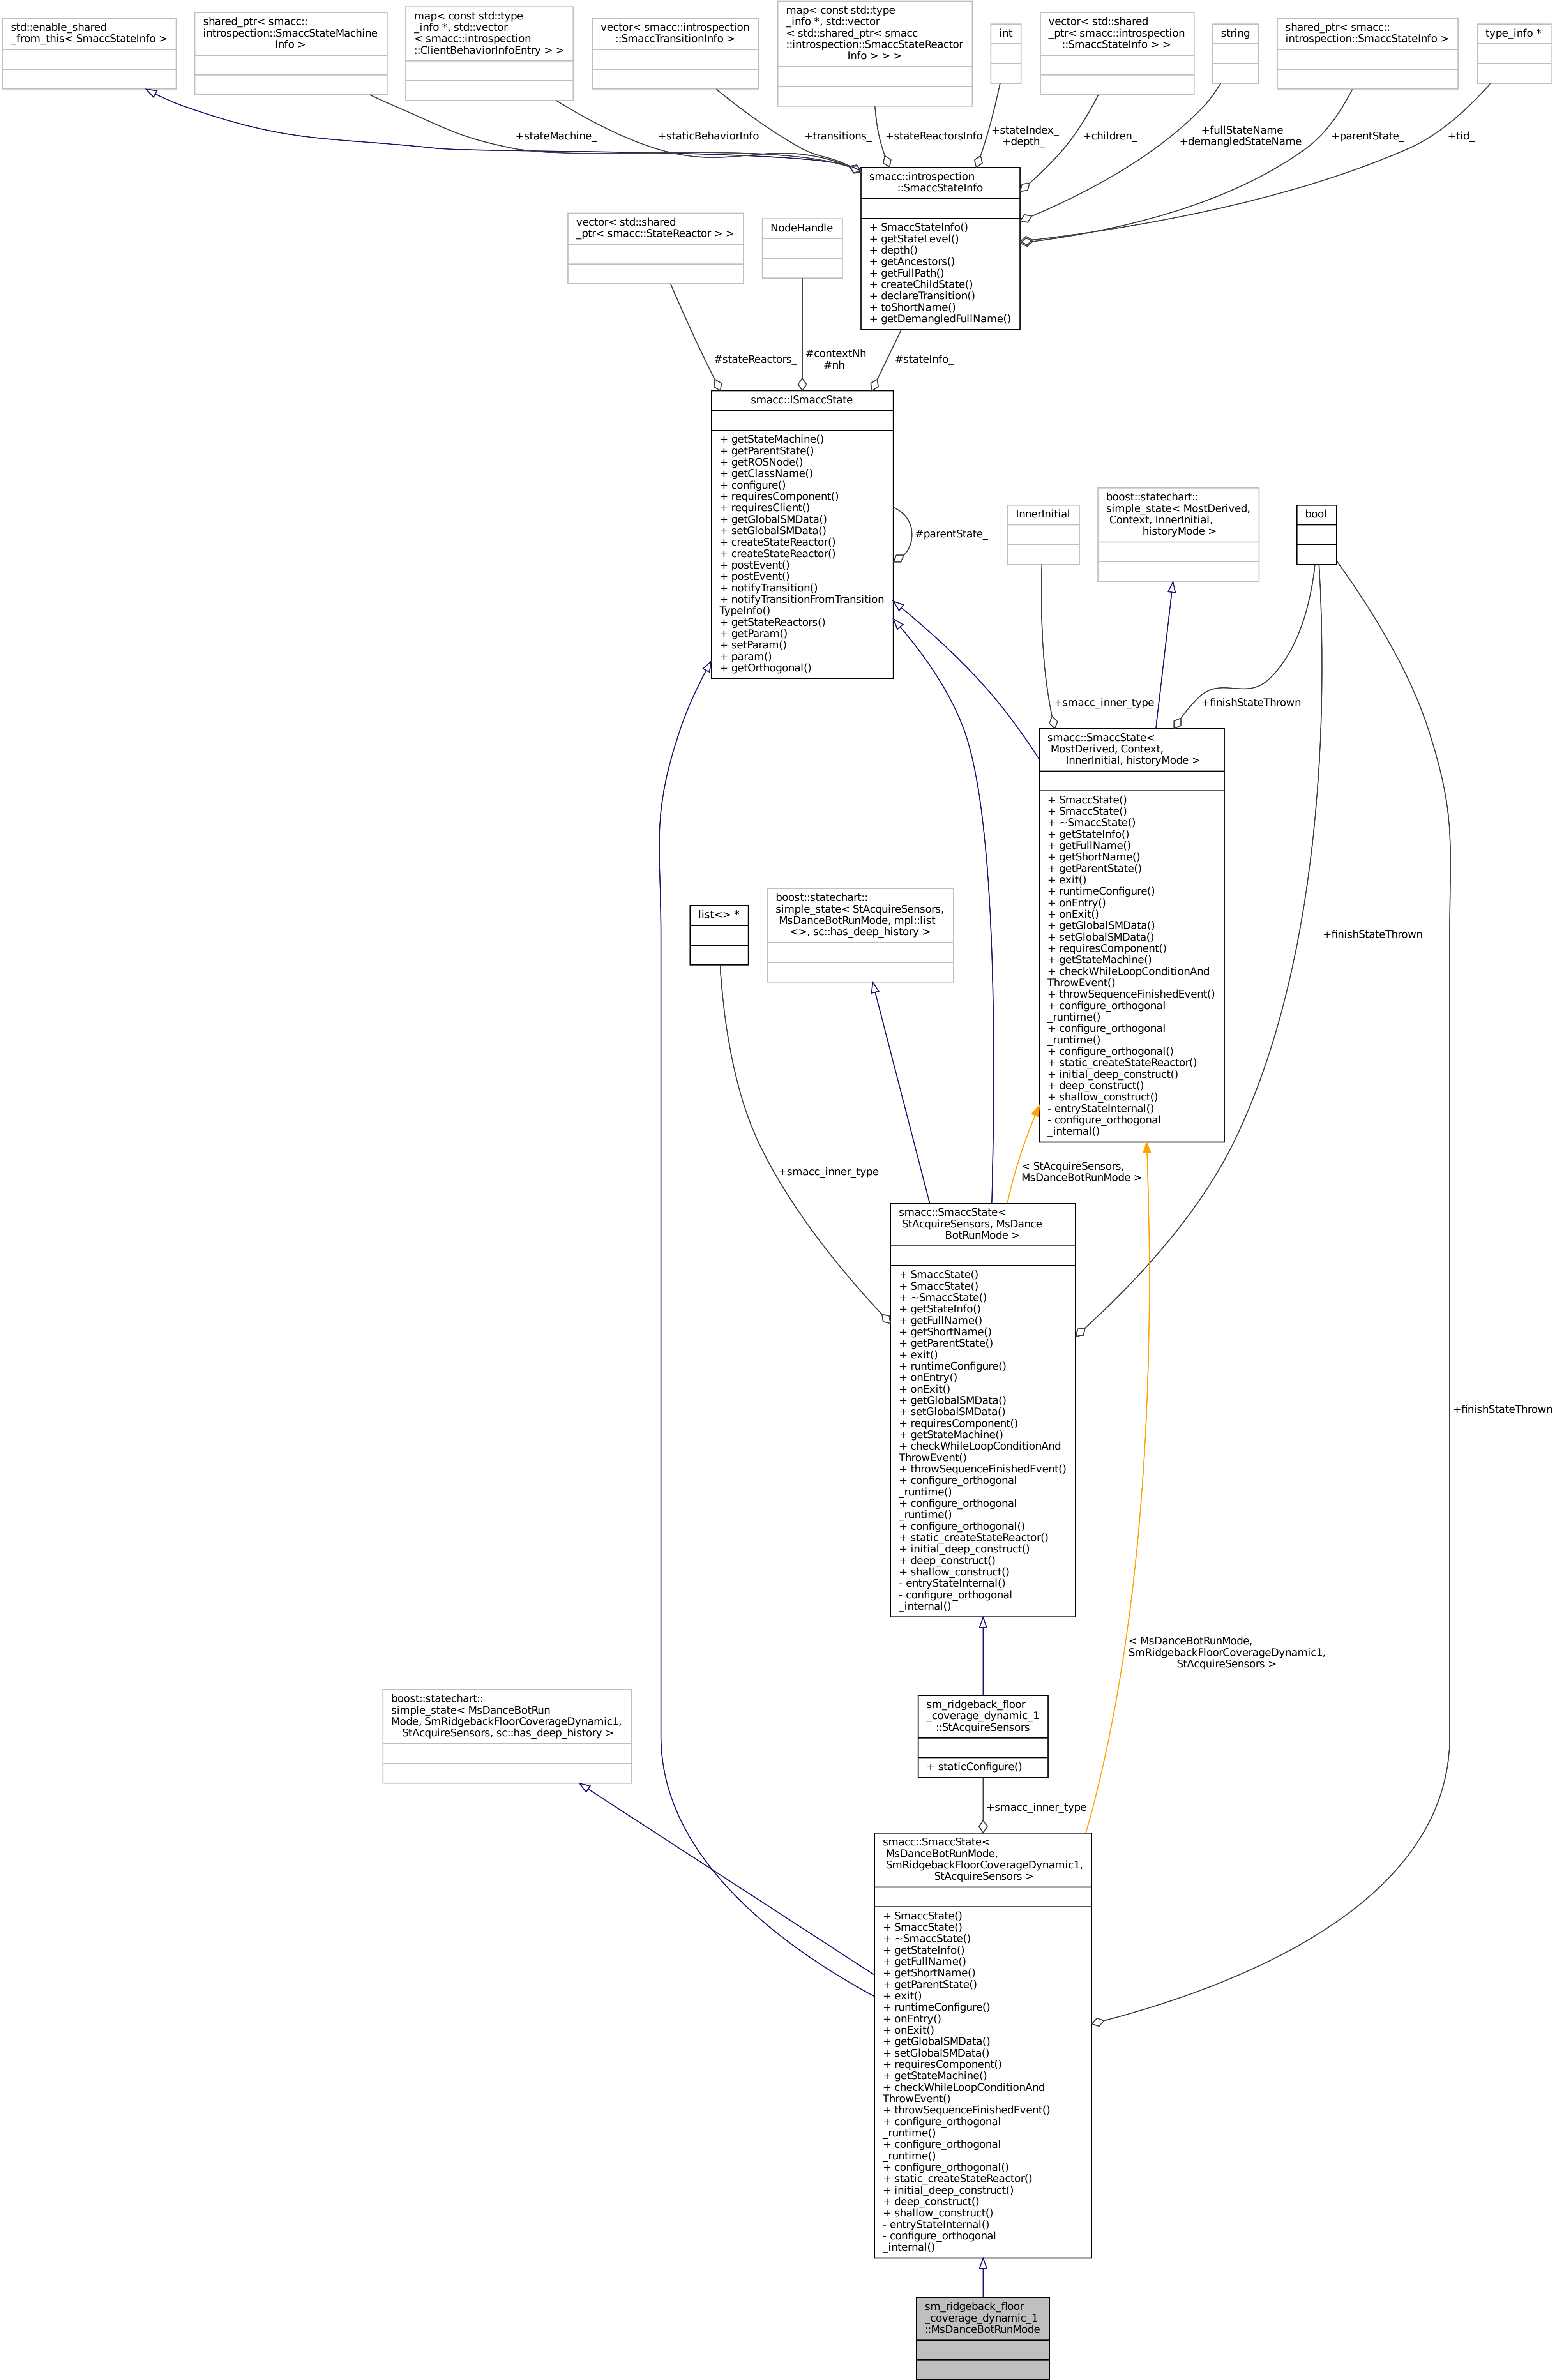 std::enable_shared
_from_this< SmaccStateInfo >
shared_ptr< smacc::
introspection::SmaccStateMachine
Info >
map< const std::type
_info *, std::vector
< smacc::introspection
::ClientBehaviorInfoEntry > >
vector< smacc::introspection
::SmaccTransitionInfo >
map< const std::type
_info *, std::vector
< std::shared_ptr< smacc
::introspection::SmaccStateReactor
Info > > >
int
vector< std::shared
_ptr< smacc::introspection
::SmaccStateInfo > >
string
shared_ptr< smacc::
introspection::SmaccStateInfo >
type_info *
+stateMachine_
+staticBehaviorInfo
+transitions_
+stateReactorsInfo
+stateIndex_
+depth_
+children_
+fullStateName
+demangledStateName
+parentState_
+tid_
smacc::introspection
::SmaccStateInfo
+ SmaccStateInfo()
+ getStateLevel()
+ depth()
+ getAncestors()
+ getFullPath()
+ createChildState()
+ declareTransition()
+ toShortName()
+ getDemangledFullName()
vector< std::shared
_ptr< smacc::StateReactor > >
NodeHandle
#stateReactors_
#contextNh
#nh
#stateInfo_
smacc::ISmaccState
+ getStateMachine()
+ getParentState()
+ getROSNode()
+ getClassName()
+ configure()
+ requiresComponent()
+ requiresClient()
+ getGlobalSMData()
+ setGlobalSMData()
+ createStateReactor()
+ createStateReactor()
+ postEvent()
+ postEvent()
+ notifyTransition()
+ notifyTransitionFromTransition
TypeInfo()
+ getStateReactors()
+ getParam()
+ setParam()
+ param()
+ getOrthogonal()
#parentState_
InnerInitial
boost::statechart::
simple_state< MostDerived,
Context, InnerInitial,
historyMode >
bool
+smacc_inner_type
+finishStateThrown
smacc::SmaccState<
MostDerived, Context,
InnerInitial, historyMode >
+ SmaccState()
+ SmaccState()
+ ~SmaccState()
+ getStateInfo()
+ getFullName()
+ getShortName()
+ getParentState()
+ exit()
+ runtimeConfigure()
+ onEntry()
+ onExit()
+ getGlobalSMData()
+ setGlobalSMData()
+ requiresComponent()
+ getStateMachine()
+ checkWhileLoopConditionAnd
ThrowEvent()
+ throwSequenceFinishedEvent()
+ configure_orthogonal
_runtime()
+ configure_orthogonal
_runtime()
+ configure_orthogonal()
+ static_createStateReactor()
+ initial_deep_construct()
+ deep_construct()
+ shallow_construct()
- entryStateInternal()
- configure_orthogonal
_internal()
list<> *
boost::statechart::
simple_state< StAcquireSensors,
MsDanceBotRunMode, mpl::list
<>, sc::has_deep_history >
+finishStateThrown
+smacc_inner_type
< StAcquireSensors,
MsDanceBotRunMode >
smacc::SmaccState<
StAcquireSensors, MsDance
BotRunMode >
+ SmaccState()
+ SmaccState()
+ ~SmaccState()
+ getStateInfo()
+ getFullName()
+ getShortName()
+ getParentState()
+ exit()
+ runtimeConfigure()
+ onEntry()
+ onExit()
+ getGlobalSMData()
+ setGlobalSMData()
+ requiresComponent()
+ getStateMachine()
+ checkWhileLoopConditionAnd
ThrowEvent()
+ throwSequenceFinishedEvent()
+ configure_orthogonal
_runtime()
+ configure_orthogonal
_runtime()
+ configure_orthogonal()
+ static_createStateReactor()
+ initial_deep_construct()
+ deep_construct()
+ shallow_construct()
- entryStateInternal()
- configure_orthogonal
_internal()
+finishStateThrown
< MsDanceBotRunMode,
SmRidgebackFloorCoverageDynamic1,
StAcquireSensors >
boost::statechart::
simple_state< MsDanceBotRun
Mode, SmRidgebackFloorCoverageDynamic1,
StAcquireSensors, sc::has_deep_history >
sm_ridgeback_floor
_coverage_dynamic_1
::StAcquireSensors
+ staticConfigure()
+smacc_inner_type
smacc::SmaccState<
MsDanceBotRunMode,
SmRidgebackFloorCoverageDynamic1,
StAcquireSensors >
+ SmaccState()
+ SmaccState()
+ ~SmaccState()
+ getStateInfo()
+ getFullName()
+ getShortName()
+ getParentState()
+ exit()
+ runtimeConfigure()
+ onEntry()
+ onExit()
+ getGlobalSMData()
+ setGlobalSMData()
+ requiresComponent()
+ getStateMachine()
+ checkWhileLoopConditionAnd
ThrowEvent()
+ throwSequenceFinishedEvent()
+ configure_orthogonal
_runtime()
+ configure_orthogonal
_runtime()
+ configure_orthogonal()
+ static_createStateReactor()
+ initial_deep_construct()
+ deep_construct()
+ shallow_construct()
- entryStateInternal()
- configure_orthogonal
_internal()
sm_ridgeback_floor
_coverage_dynamic_1
::MsDanceBotRunMode